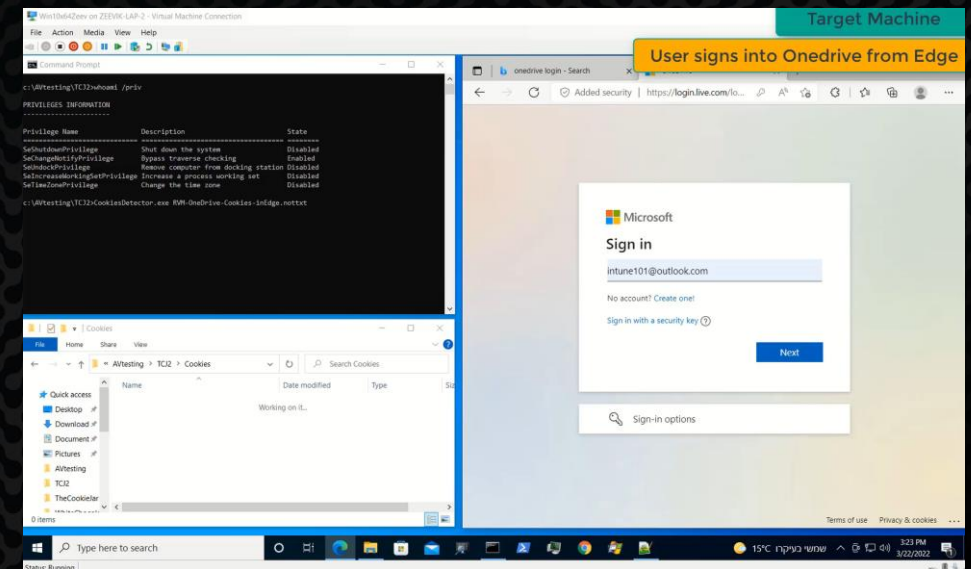 Win10x64Zeev on ZEEVIK-LAP-2 - Virtual Machine Connection
Target Machine
File Action Media View Help
User signs into Onedrive from Edge
Command Prompt
c:\AVtesting\TCJ2>whoami /priv
PRIVILEGES INFORMATION
----------------------
Privilege Name Description State
SeShutdownPrivilege Shut down the system Disabled
SeChangeNotifyPrivilege Bypass traverse checking Enabled
SeUndockPrivilege Remove computer from docking station Disabled
SeIncreaseWorkingSetPrivilege Increase a process working set Disabled
SeTimeZonePrivilege Change the time zone Disabled
c:\AVtesting\TCJ2>CookiesDetector.exe RVM-OneDrive-Cookies-inEdge.nottxt
onedrive login - Search
Added security https://login.live.com/lo...
Microsoft
Sign in
intune101@outlook.com
No account? Create one!
Sign in with a security key
Next
Sign-in options
Terms of use Privacy & cookies ...
Cookies
File Home Share View
« AVtesting > TCJ2 > Cookies
Search Cookies
Name Date modified Type Siz
Working on it...
Quick access
Desktop
Download
Document
Pictures
AVtesting
TCJ2
TheCookieJar
0 items
Type here to search
15°C שמשי בעיקרו
3:23 PM
3/22/2022
Status: Running